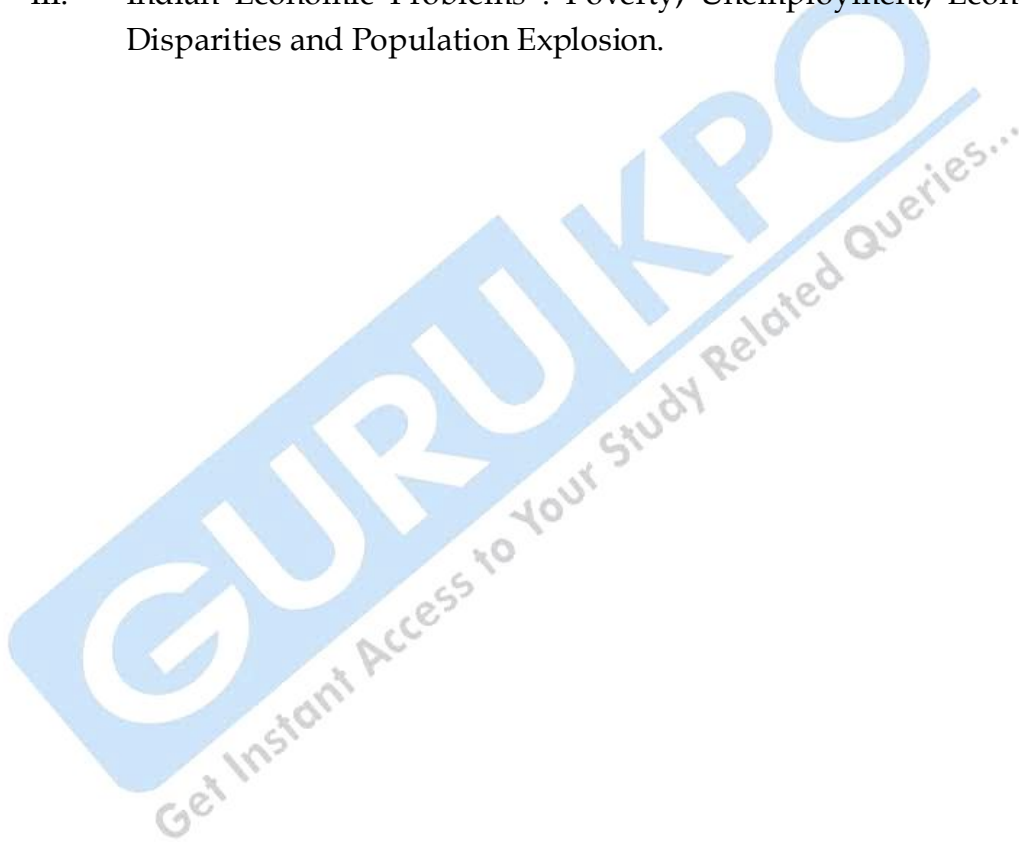 III. Indian Economic Problems : Poverty, Unemployment, Econ
Disparities and Population Explosion.
GURUKPO
Get Instant Access to Your Study Related Queries...